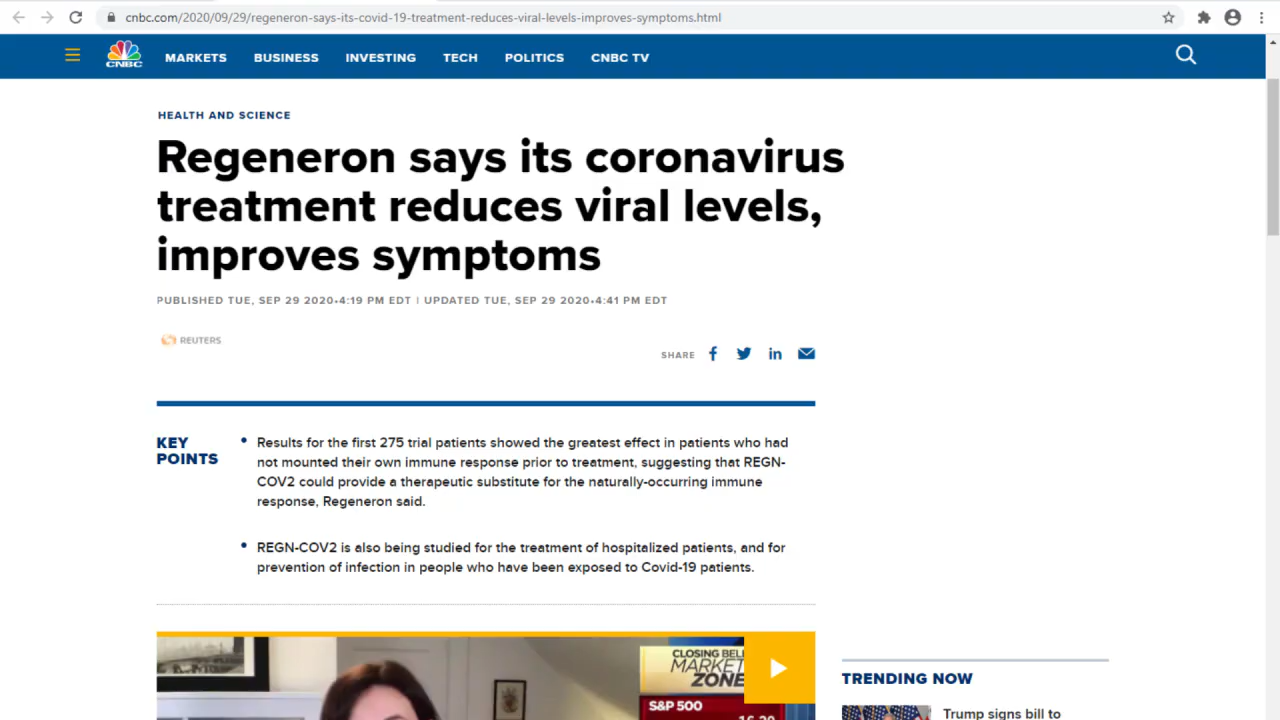 cnbc.com/2020/09/29/regeneron-says-its-covid-19-treatment-reduces-viral-levels-improves-symptoms.html
CNBC
MARKETS BUSINESS INVESTING TECH POLITICS CNBC TV
HEALTH AND SCIENCE
Regeneron says its coronavirus
treatment reduces viral levels,
improves symptoms
PUBLISHED TUE, SEP 29 2020•4:19 PM EDT | UPDATED TUE, SEP 29 2020•4:41 PM EDT
REUTERS
SHARE
KEY
POINTS
• Results for the first 275 trial patients showed the greatest effect in patients who had
not mounted their own immune response prior to treatment, suggesting that REGN-
COV2 could provide a therapeutic substitute for the naturally-occurring immune
response, Regeneron said.
• REGN-COV2 is also being studied for the treatment of hospitalized patients, and for
prevention of infection in people who have been exposed to Covid-19 patients.
CLOSING BELL
MARKET
ZONE
S&P 500
TRENDING NOW
Trump signs bill to